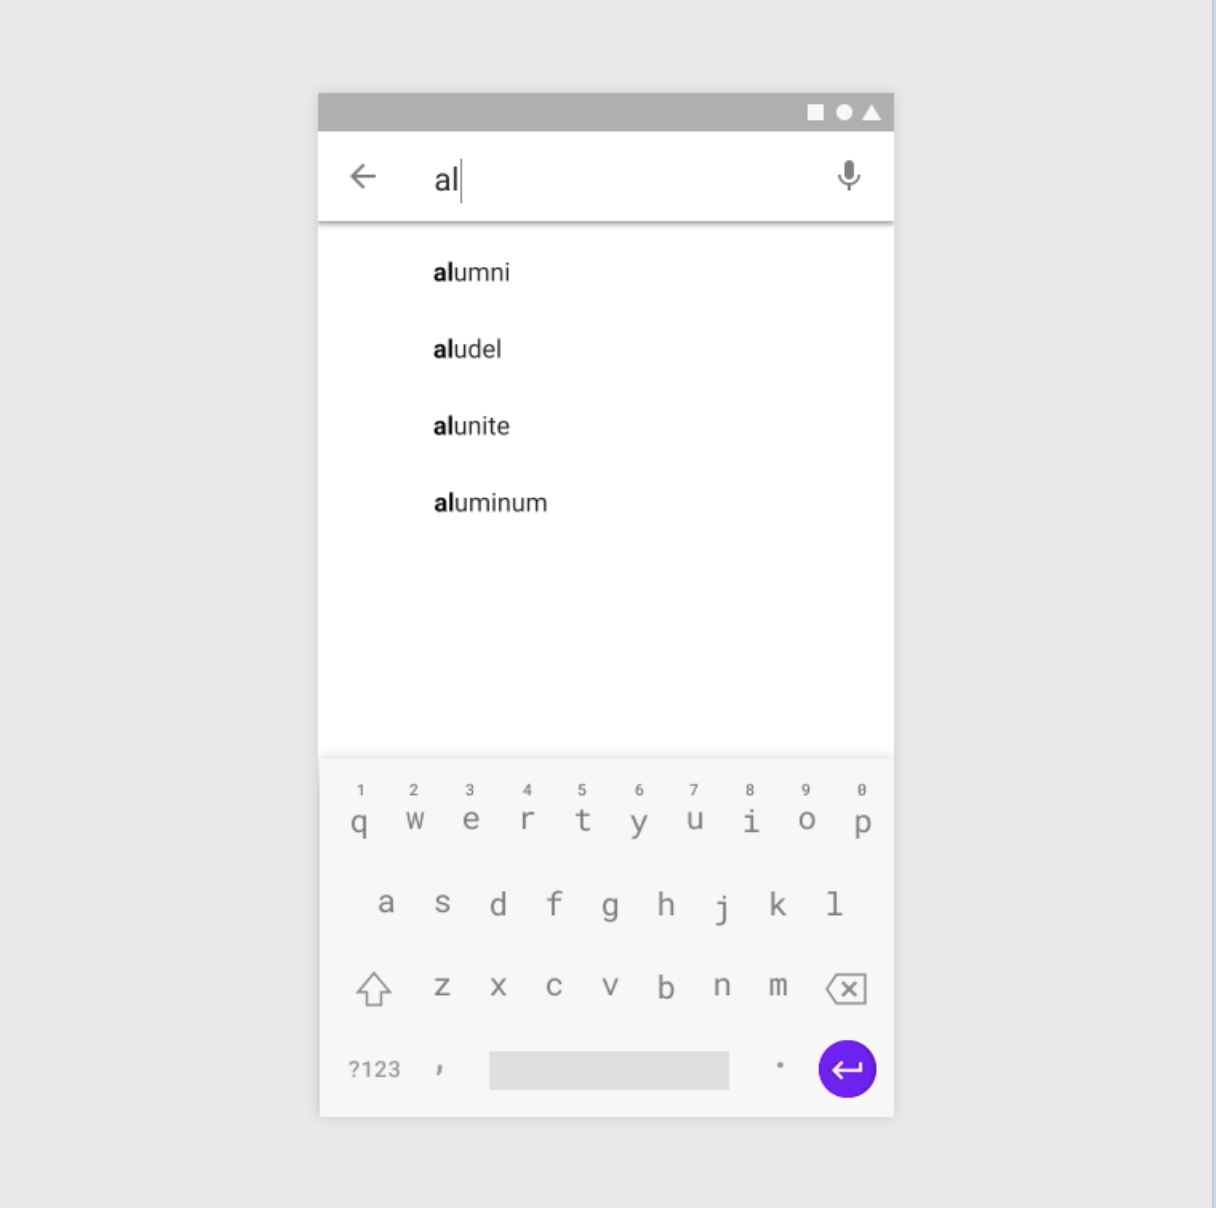 al
alumni
aludel
alunite
aluminum
1 2 3 4 5 6 7 8 9 0
q w e r t y u i o p
a s d f g h j k l
z x c v b n m
?123 , .